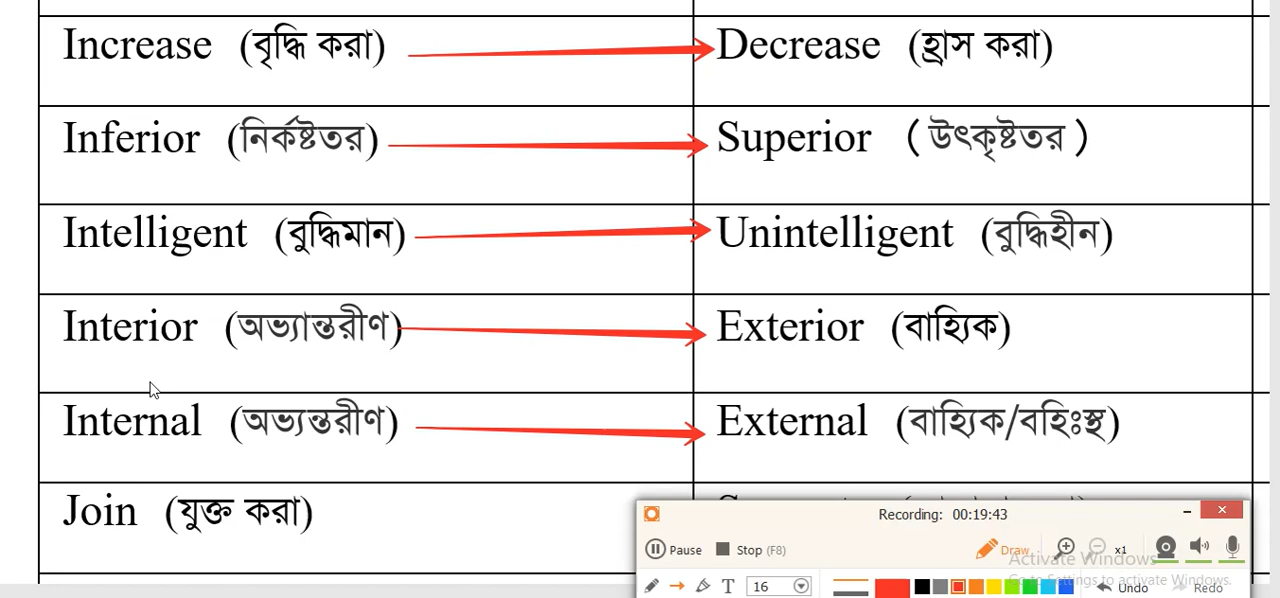 Increase (বৃদ্ধি করা) Decrease (হ্রাস করা)
Inferior (নির্কষ্টতর) Superior ( উৎকৃষ্টতর )
Intelligent (বুদ্ধিমান) Unintelligent (বুদ্ধিহীন)
Interior (অভ্যান্তরীণ) Exterior (বাহ্যিক)
Internal (অভ্যন্তরীণ) External (বাহ্যিক/বহিঃস্থ)
Join (যুক্ত করা)
Recording: 00:19:43
Pause Stop (F8) Draw x1
Activate Windows
Go to Settings to activate Windows.
T 16 Undo Redo